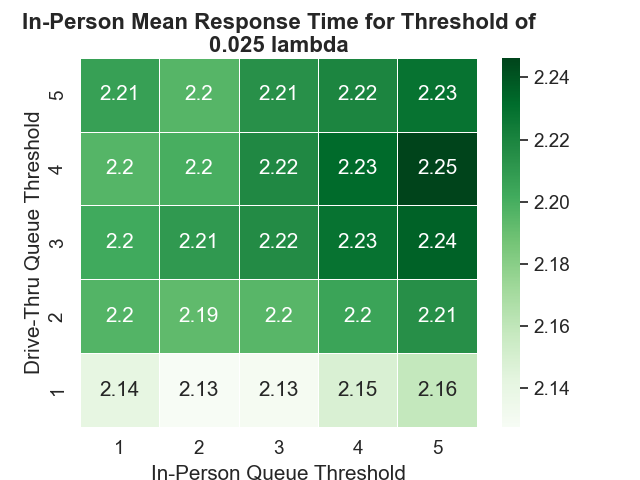 In-Person Mean Response Time for Threshold of
0.025 lambda
Drive-Thru Queue Threshold
5
2.21 2.2 2.21 2.22 2.23
4
2.2 2.2 2.22 2.23 2.25
3
2.2 2.21 2.22 2.23 2.24
2
2.2 2.19 2.2 2.2 2.21
1
2.14 2.13 2.13 2.15 2.16
1 2 3 4 5
In-Person Queue Threshold
2.24
2.22
2.20
2.18
2.16
2.14